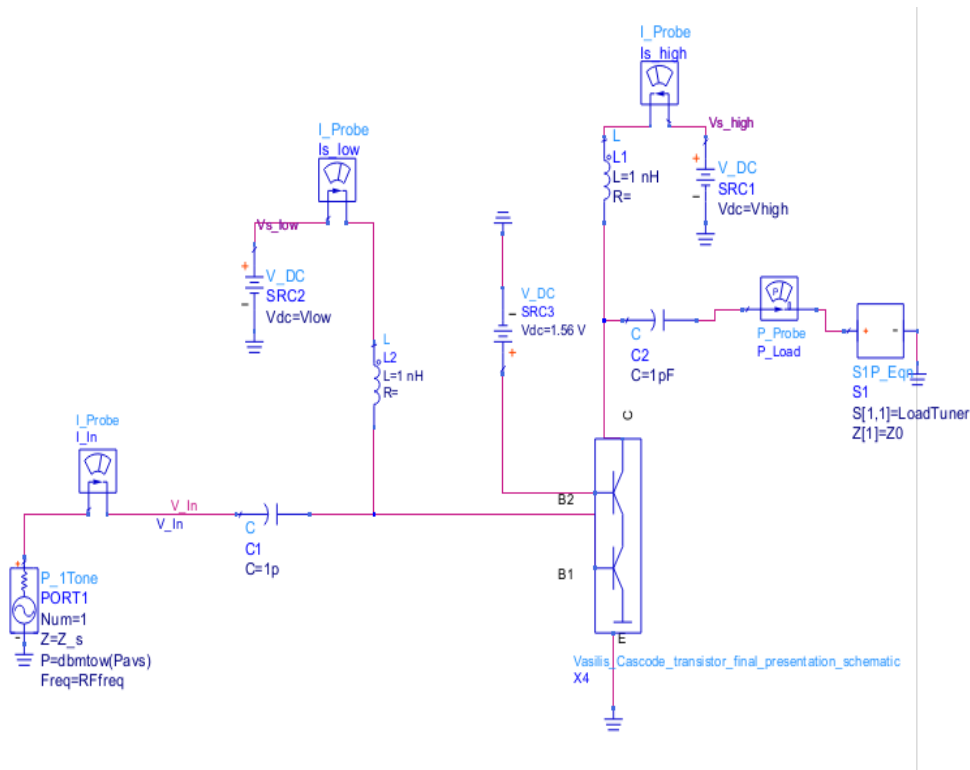 I_Probe
Is_high
Vs_high
L
L1
L=1 nH
R=
+
V_DC
SRC1
Vdc=Vhigh
I_Probe
Is_low
Vs_low
+
V_DC
SRC2
Vdc=Vlow
L
L2
L=1 nH
R=
V_DC
SRC3
Vdc=1.56 V
+
C
C2
C=1pF
P
P_Probe
P_Load
+
-
S1P_Eqn
S1
S[1,1]=LoadTuner
Z[1]=Z0
I_Probe
I_In
V_In
V_In
C
C1
C=1p
+
P_1Tone
PORT1
Num=1
Z=Z_s
P=dbmtow(Pavs)
Freq=RFfreq
C
B2
B1
E
Vasilis_Cascode_transistor_final_presentation_schematic
X4